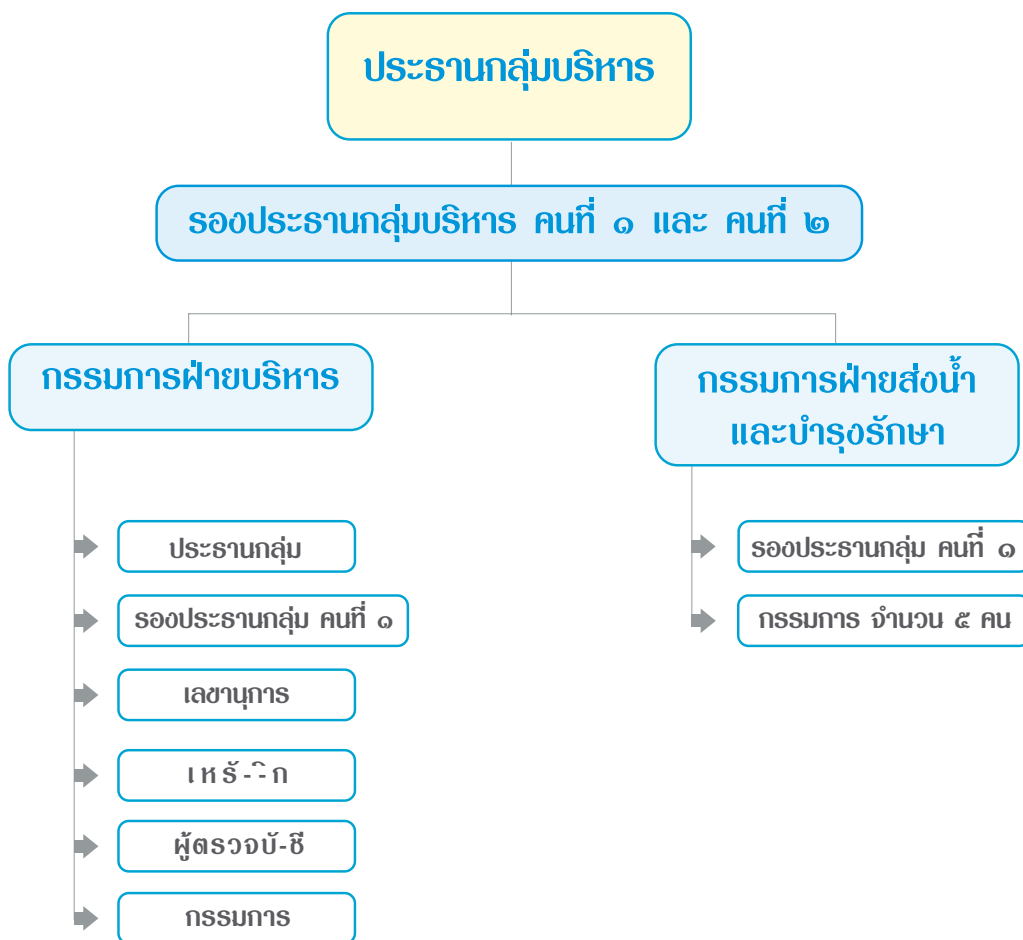 ประธานกลุ่มบริหาร
รองประธานกลุ่มบริหาร คนที่ ๑ และ คนที่ ๒
กรรมการฝ่ายบริหาร
ประธานกลุ่ม
รองประธานกลุ่ม คนที่ ๑
เลขานุการ
เหรั-ิ-ก
ผู้ตรวจบั-ชี
กรรมการ
กรรมการฝ่ายส่งน้ำ
และบำรุงรักษา
รองประธานกลุ่ม คนที่ ๑
กรรมการ จำนวน ๕ คน